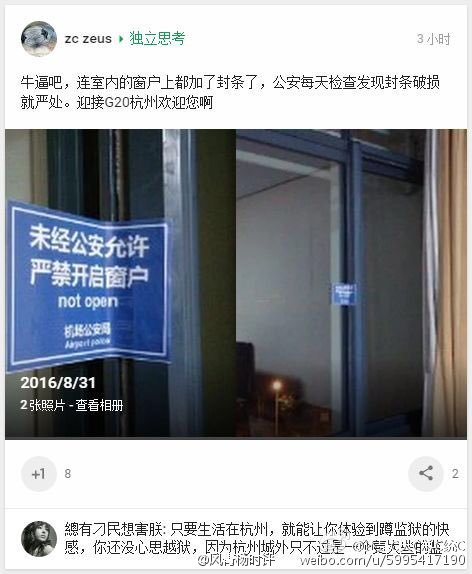 zc zeus ▸ 独立思考
3 小时
牛逼吧，连室内的窗户上都加了封条了，公安每天检查发现封条破损
就严处。迎接G20杭州欢迎您啊
未经公安允许
严禁开启窗户
not open
机场公安局
Airport police
2016/8/31
2张照片 - 查看相册
+1 8
2
總有刁民想害朕: 只要生活在杭州，就能让你体验到蹲监狱的快
感，你还没心思越狱，因为杭州城外只不过是一个更大些的监
@风青杨时评
weibo.com/u/5995417190